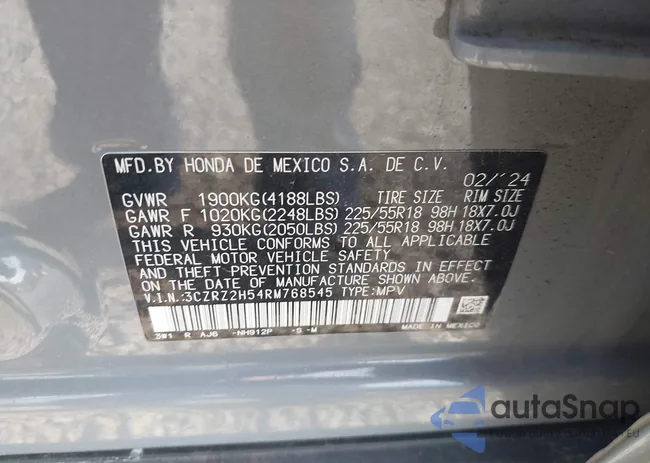 MFD.BY HONDA DE MEXICO S.A. DE C.V.
02/'24
GVWR 1900KG(4188LBS) TIRE SIZE RIM SIZE
GAWR F 1020KG(2248LBS) 225/55R18 98H 18X7.0J
GAWR R 930KG(2050LBS) 225/55R18 98H 18X7.0J
THIS VEHICLE CONFORMS TO ALL APPLICABLE
FEDERAL MOTOR VEHICLE SAFETY
AND THEFT PREVENTION STANDARDS IN EFFECT
ON THE DATE OF MANUFACTURE SHOWN ABOVE.
V.I.N.:3CZRZ2H54RM768545 TYPE:MPV
3W1 R AJ6 -NH912P -S -M MADE IN MEXICO
autoSnap